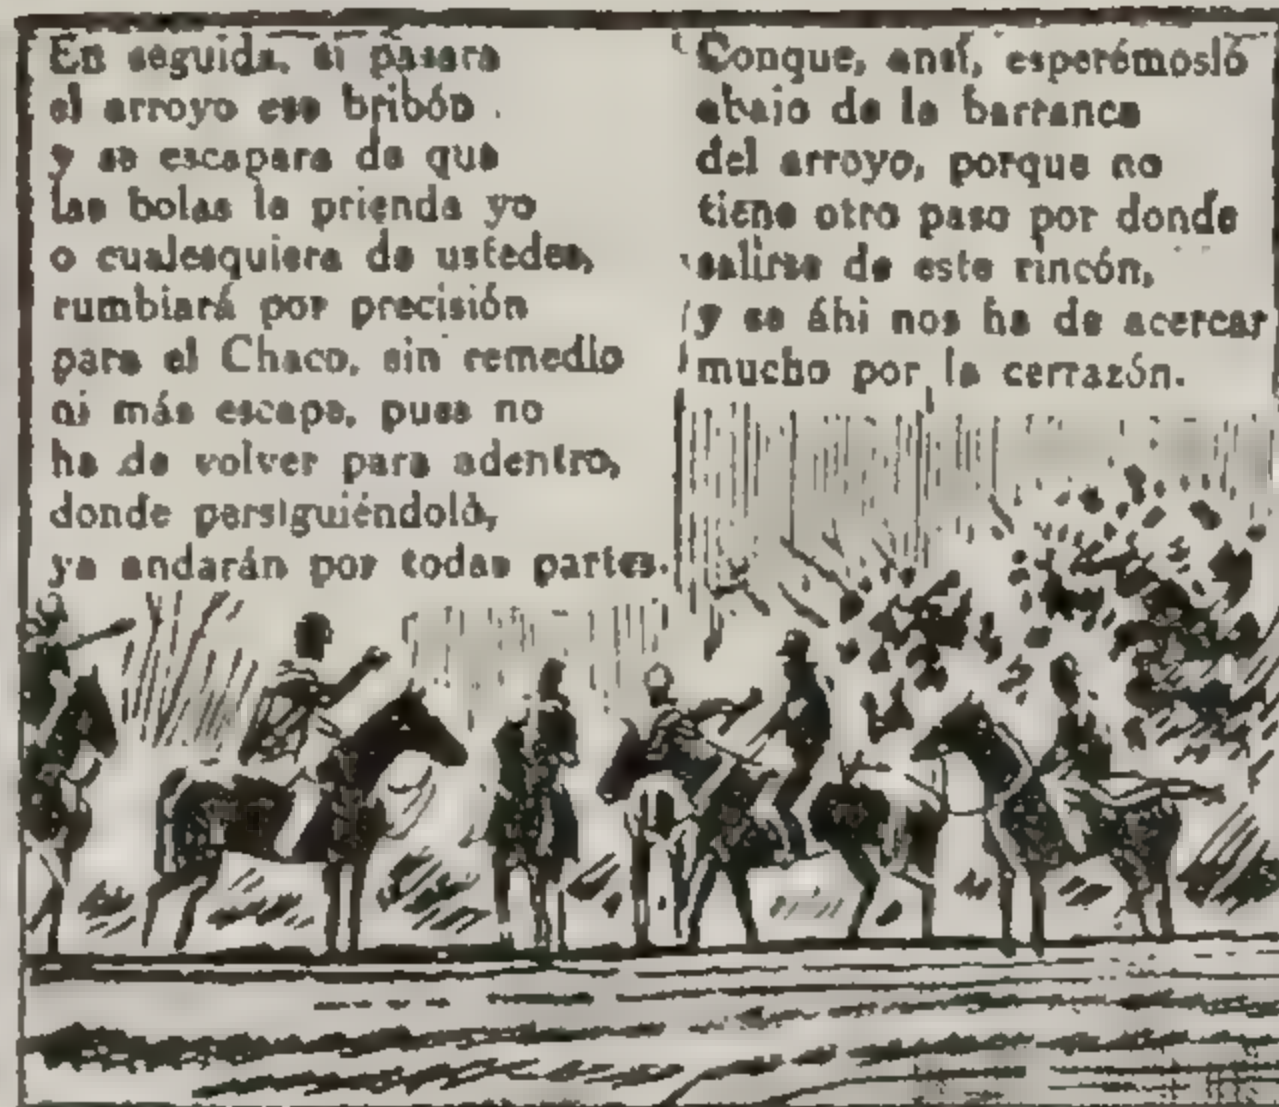 En seguida, si pasara
el arroyo ese bribón
y se escapara de que
las bolas le prienda yo
o cualesquiera de ustedes,
rumbiará por precisión
para el Chaco, sin remedio
ni más escape, pues no
ha de volver para adentro,
donde persiguiéndoló,
ya andarán por todas partes.
Conque, ansí, esperémosló
abajo de la barranca
del arroyo, porque no
tiene otro paso por donde
salirse de este rincón,
y se áhi nos ha de acercar
mucho por la cerrazón.